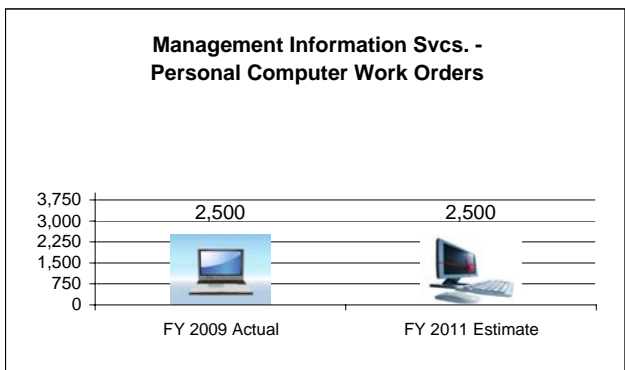 Management Information Svcs. -
Personal Computer Work Orders
3,750
3,000
2,250
1,500
750
0
2,500
2,500
FY 2009 Actual
FY 2011 Estimate